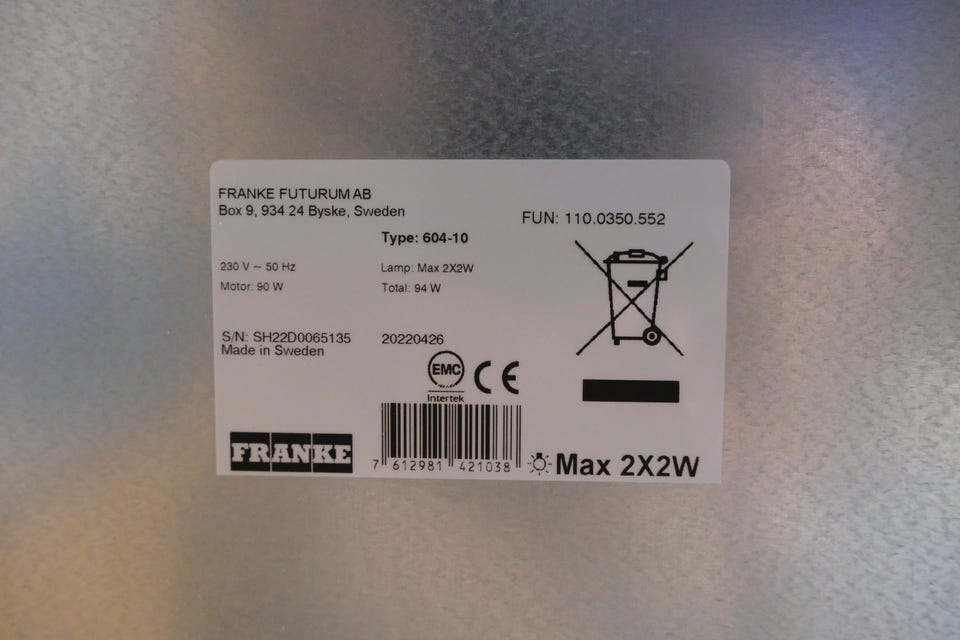 FRANKE FUTURUM AB
Box 9, 934 24 Byske, Sweden
FUN: 110.0350.552
Type: 604-10
230 V ~ 50 Hz
Lamp: Max 2X2W
Motor: 90 W
Total: 94 W
S/N: SH22D0065135
20220426
Made in Sweden
EMC
CE
Intertek
FRANKE
7 612981 421038
Max 2X2W